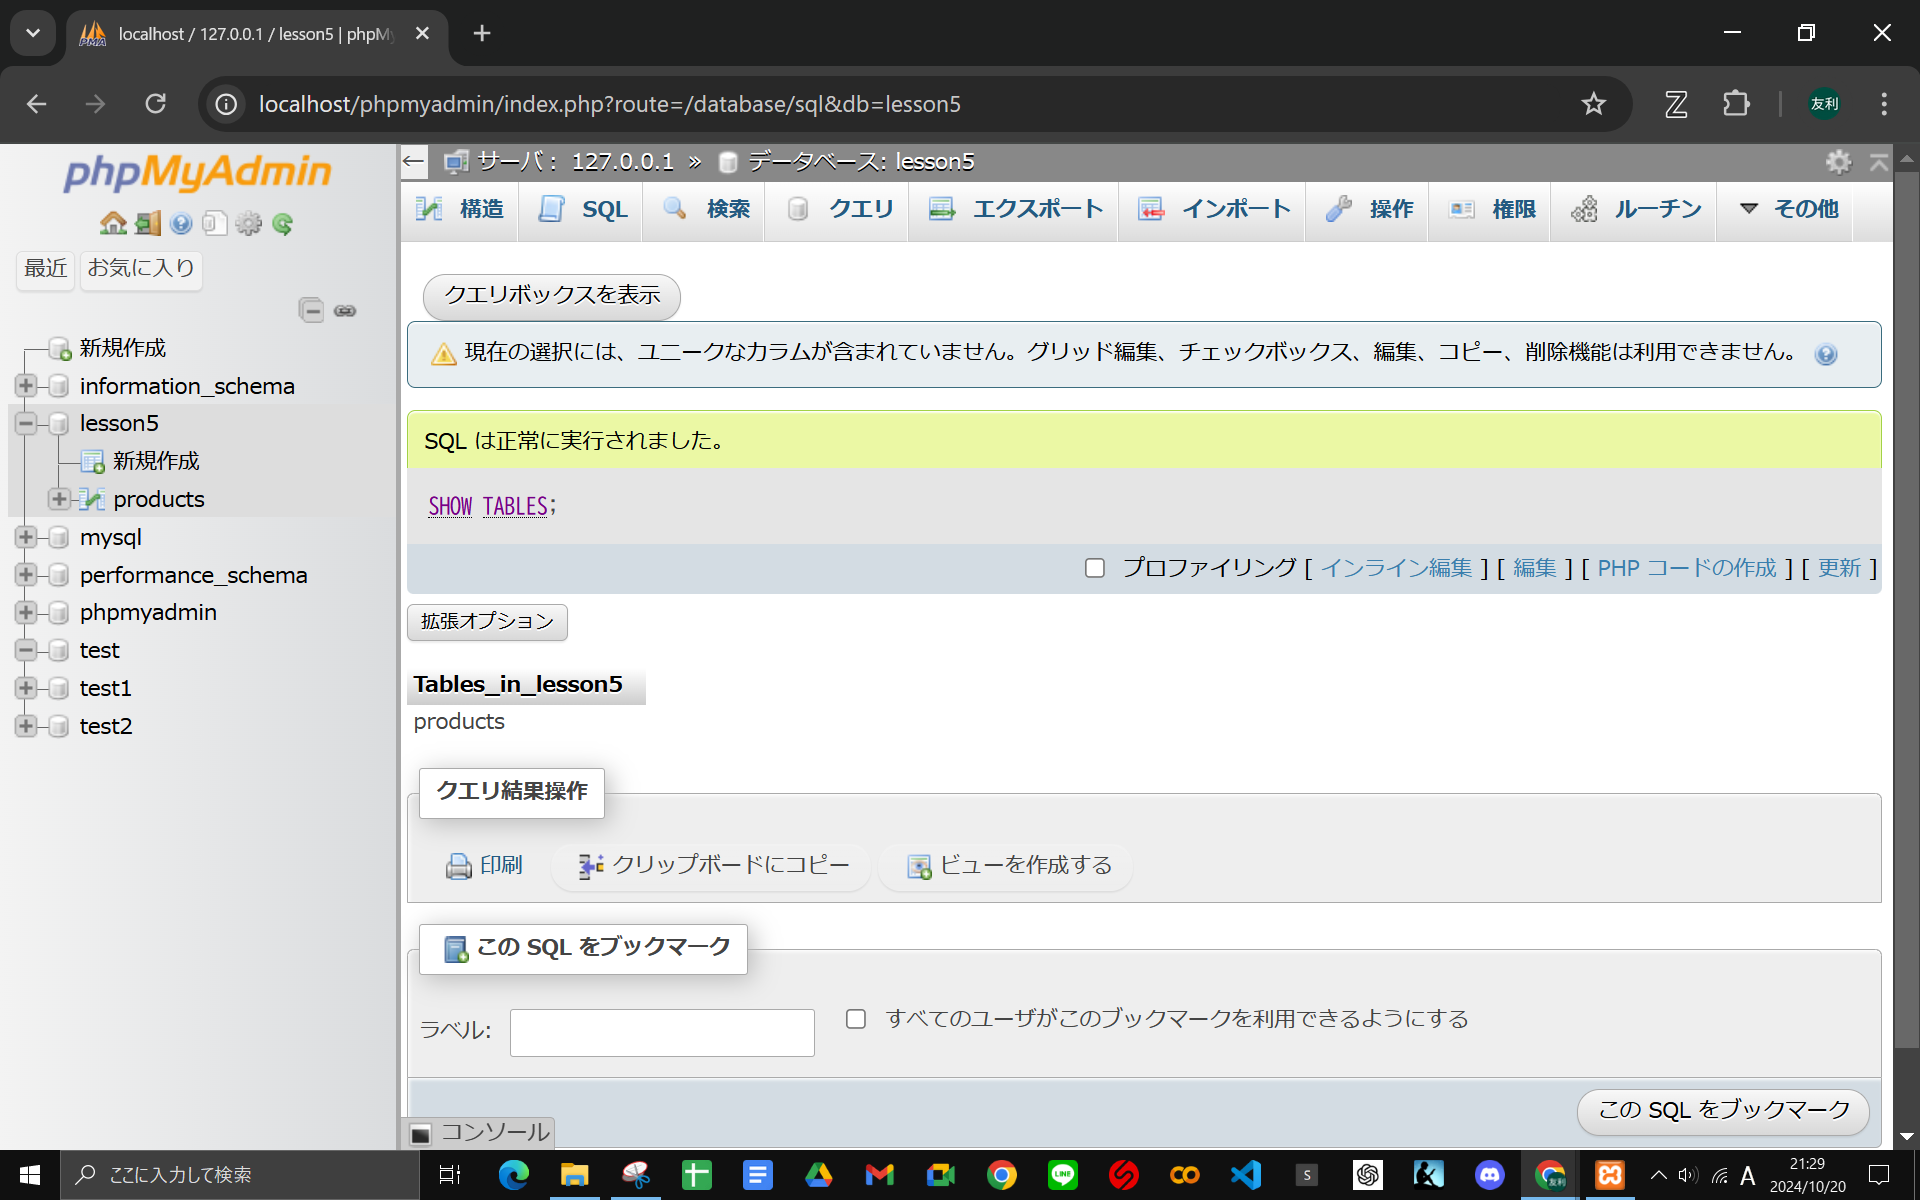 localhost / 127.0.0.1 / lesson5 | phpM
localhost/phpmyadmin/index.php?route=/database/sql&db=lesson5
友利
phpMyAdmin
最近
お気に入り
新規作成
information_schema
lesson5
新規作成
products
mysql
performance_schema
phpmyadmin
test
test1
test2
サーバ: 127.0.0.1 » データベース: lesson5
構造
SQL
検索
クエリ
エクスポート
インポート
操作
権限
ルーチン
その他
クエリボックスを表示
現在の選択には、ユニークなカラムが含まれていません。グリッド編集、チェックボックス、編集、コピー、削除機能は利用できません。
SQL は正常に実行されました。
SHOW TABLES;
プロファイリング [ インライン編集 ] [ 編集 ] [ PHP コードの作成 ] [ 更新 ]
拡張オプション
Tables_in_lesson5
products
クエリ結果操作
印刷
クリップボードにコピー
ビューを作成する
この SQL をブックマーク
ラベル:
すべてのユーザがこのブックマークを利用できるようにする
この SQL をブックマーク
コンソール
ここに入力して検索
LINE
S
友利
A
21:29
2024/10/20